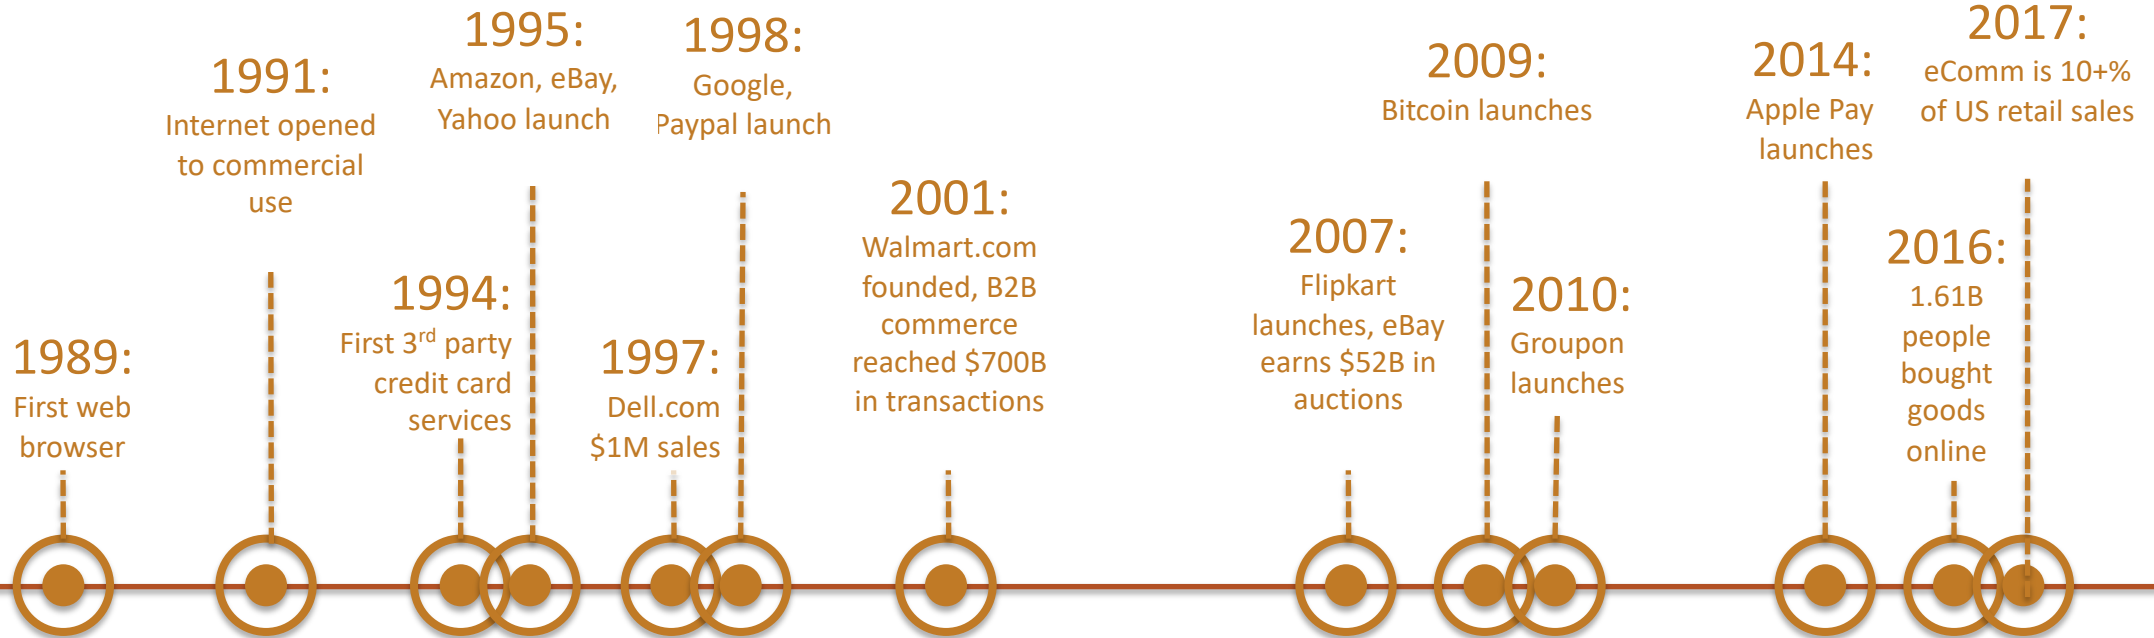 1989:
First web
browser
1991:
Internet opened
to commercial
use
1994:
First 3rd party
credit card
services
1995:
Amazon, eBay,
Yahoo launch
1997:
Dell.com
$1M sales
1998:
Google,
Paypal launch
2001:
Walmart.com
founded, B2B
commerce
reached $700B
in transactions
2007:
Flipkart
launches, eBay
earns $52B in
auctions
2009:
Bitcoin launches
2010:
Groupon
launches
2014:
Apple Pay
launches
2016:
1.61B
people
bought
goods
online
2017:
eComm is 10+%
of US retail sales